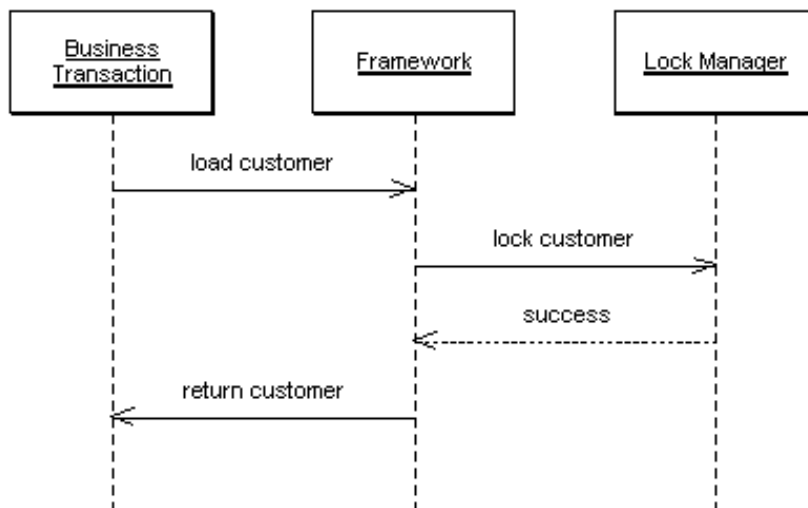 Business
Transaction
Framework
Lock Manager
load customer
lock customer
success
return customer